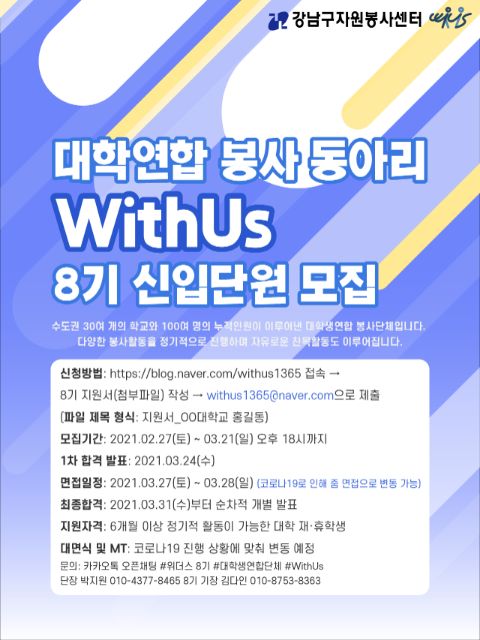 강남구자원봉사센터 withus
대학연합 봉사 동아리
WithUs
8기 신입단원 모집
수도권 30여 개의 학교와 100여 명의 누적인원이 이루어낸 대학생연합 봉사단체입니다.
다양한 봉사활동을 정기적으로 진행하며 자유로운 친목활동도 이루어집니다.
신청방법: https://blog.naver.com/withus1365 접속 →
8기 지원서(첨부파일) 작성 → withus1365@naver.com으로 제출
(파일 제목 형식: 지원서_OO대학교 홍길동)
모집기간: 2021.02.27(토) ~ 03.21(일) 오후 18시까지
1차 합격 발표: 2021.03.24(수)
면접일정: 2021.03.27(토) ~ 03.28(일) (코로나19로 인해 줌 면접으로 변동 가능)
최종합격: 2021.03.31(수)부터 순차적 개별 발표
지원자격: 6개월 이상 정기적 활동이 가능한 대학 재·휴학생
대면식 및 MT: 코로나19 진행 상황에 맞춰 변동 예정
문의: 카카오톡 오픈채팅 #위더스 8기 #대학생연합단체 #WithUs
단장 박지원 010-4377-8465 8기 기장 김다인 010-8753-8363